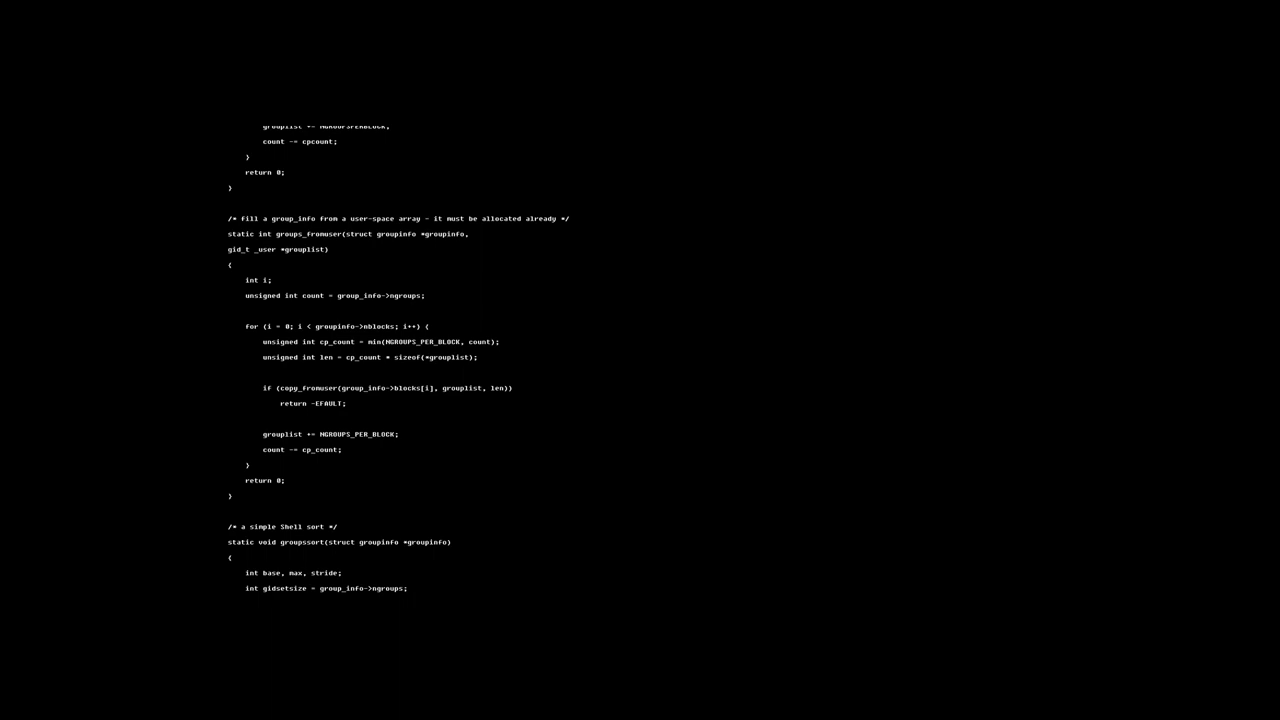 grouplist += NGROUPSPERBLOCK;
count -= cpcount;
}
return 0;
}
/* fill a group_info from a user-space array - it must be allocated already */
static int groups_fromuser(struct groupinfo *groupinfo,
gid_t _user *grouplist)
{
int i;
unsigned int count = group_info->ngroups;
for (i = 0; i < groupinfo->nblocks; i++) {
unsigned int cp_count = min(NGROUPS_PER_BLOCK, count);
unsigned int len = cp_count * sizeof(*grouplist);
if (copy_fromuser(group_info->blocks[i], grouplist, len))
return -EFAULT;
grouplist += NGROUPS_PER_BLOCK;
count -= cp_count;
}
return 0;
}
/* a simple Shell sort */
static void groupssort(struct groupinfo *groupinfo)
{
int base, max, stride;
int gidsetsize = group_info->ngroups;